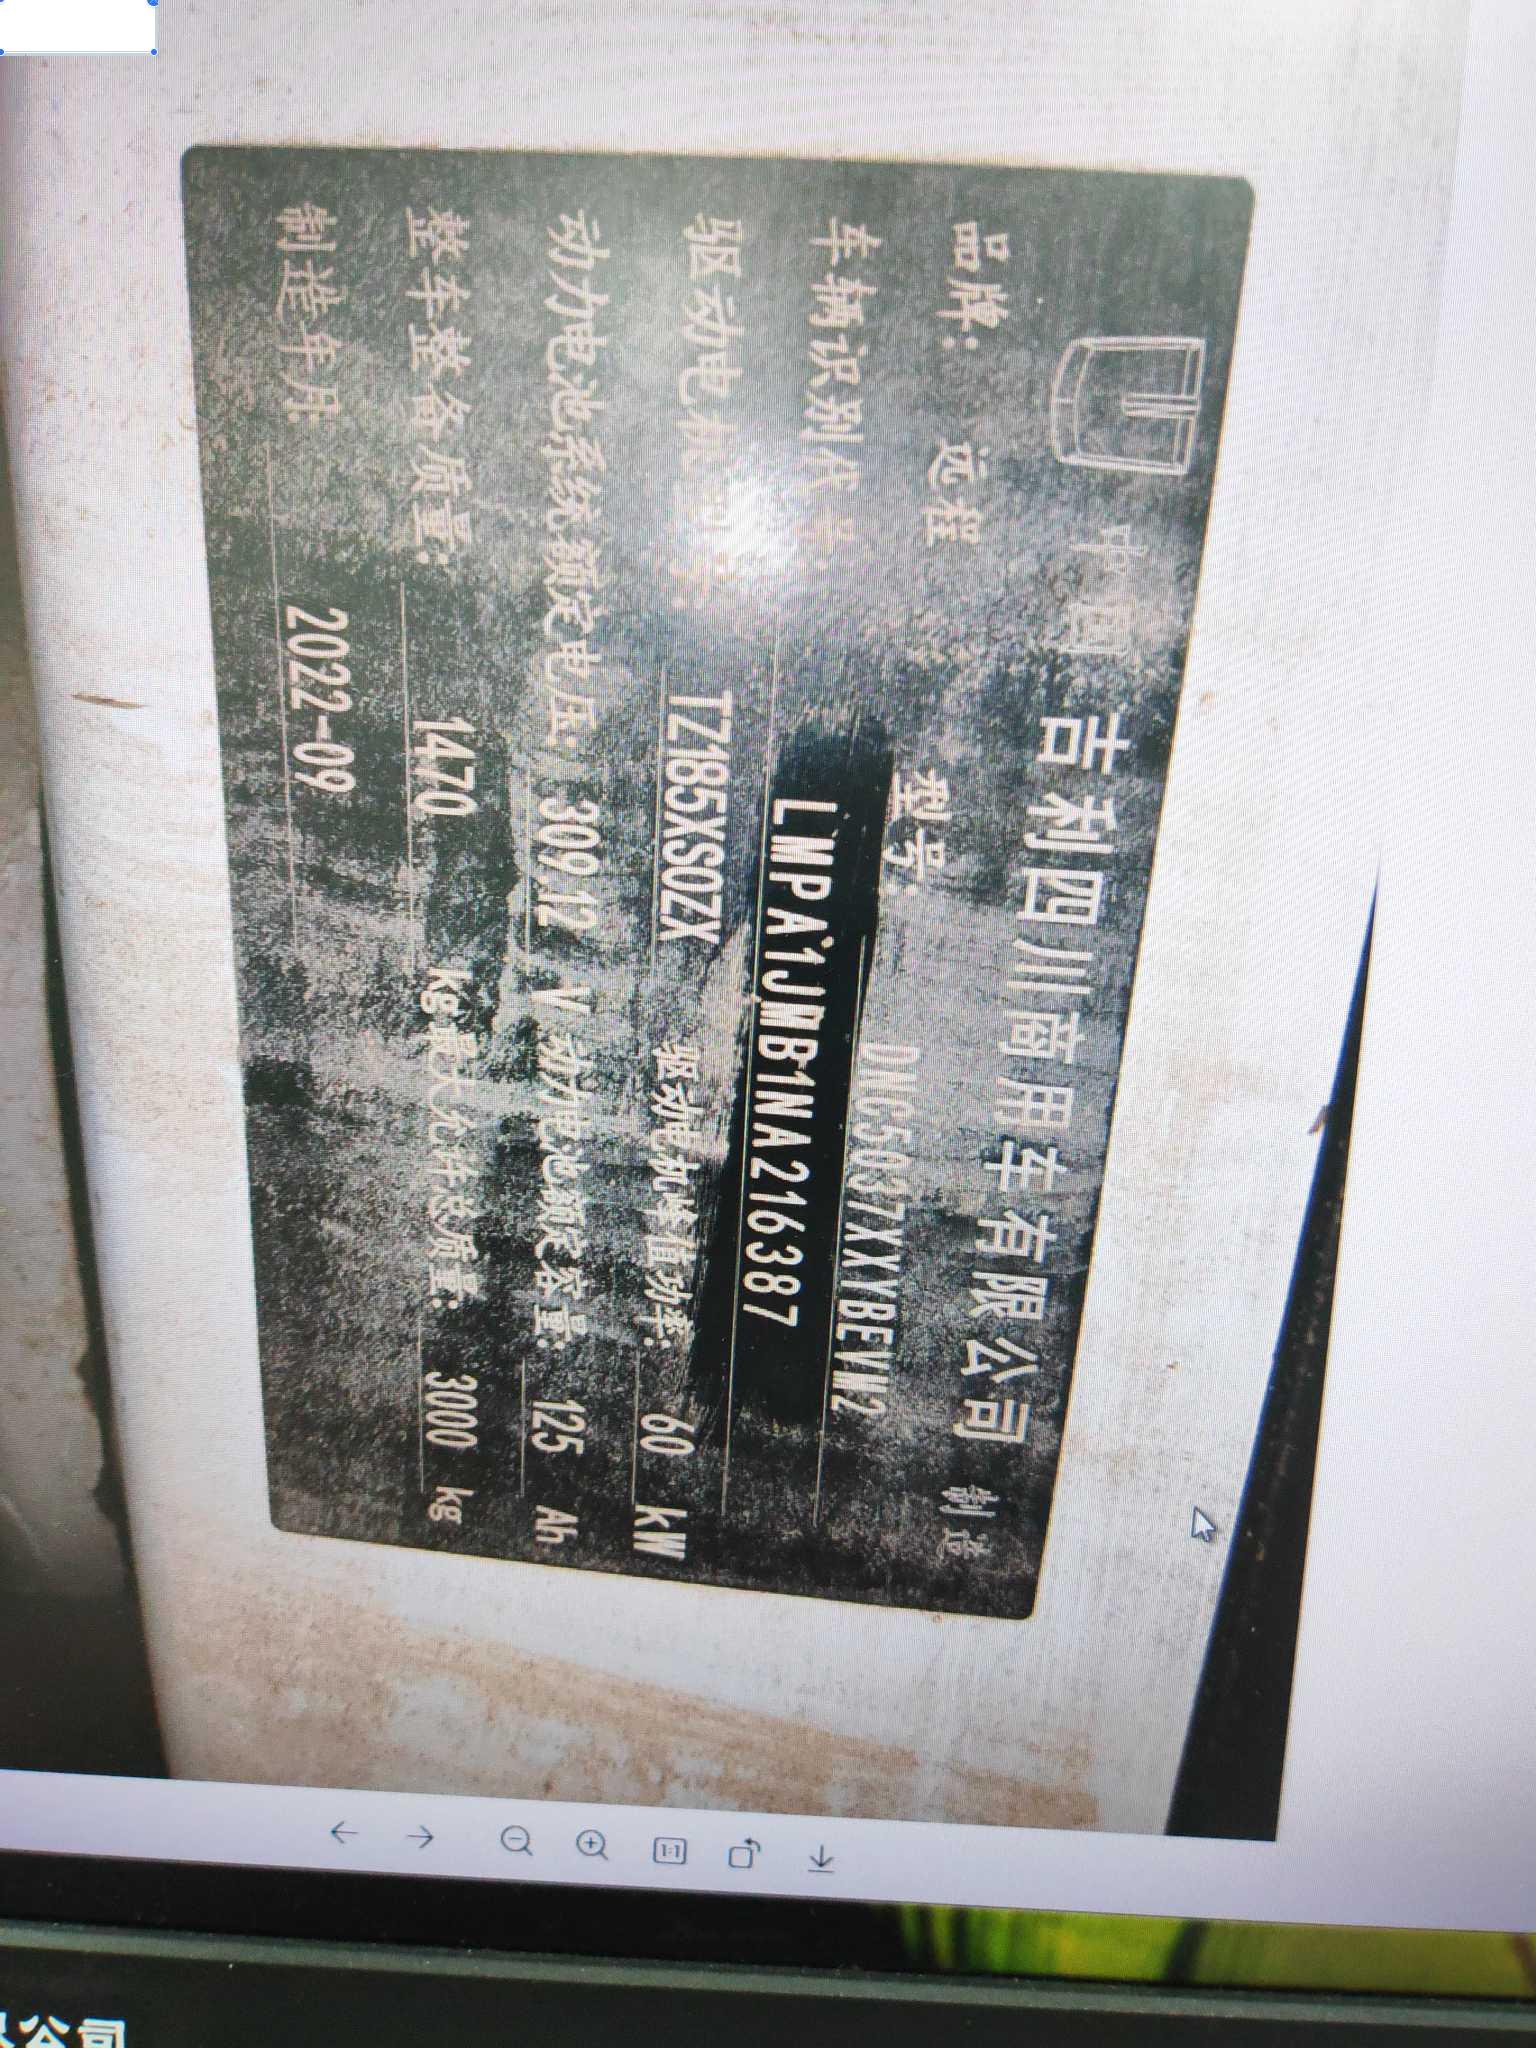 中国 吉利四川商用车有限公司 制造
品牌: 远程 型号: DNC5037XXYBEVM2
车辆识别代号: LMPA1JMB1NA216387
驱动电机型号: TZ185XS0ZX 驱动电机峰值功率: 60 kW
动力电池系统额定电压: 309.12 V 动力电池额定容量: 125 Ah
整车整备质量: 1470 kg 最大允许总质量: 3000 kg
制造年月: 2022-09
1:1
公司